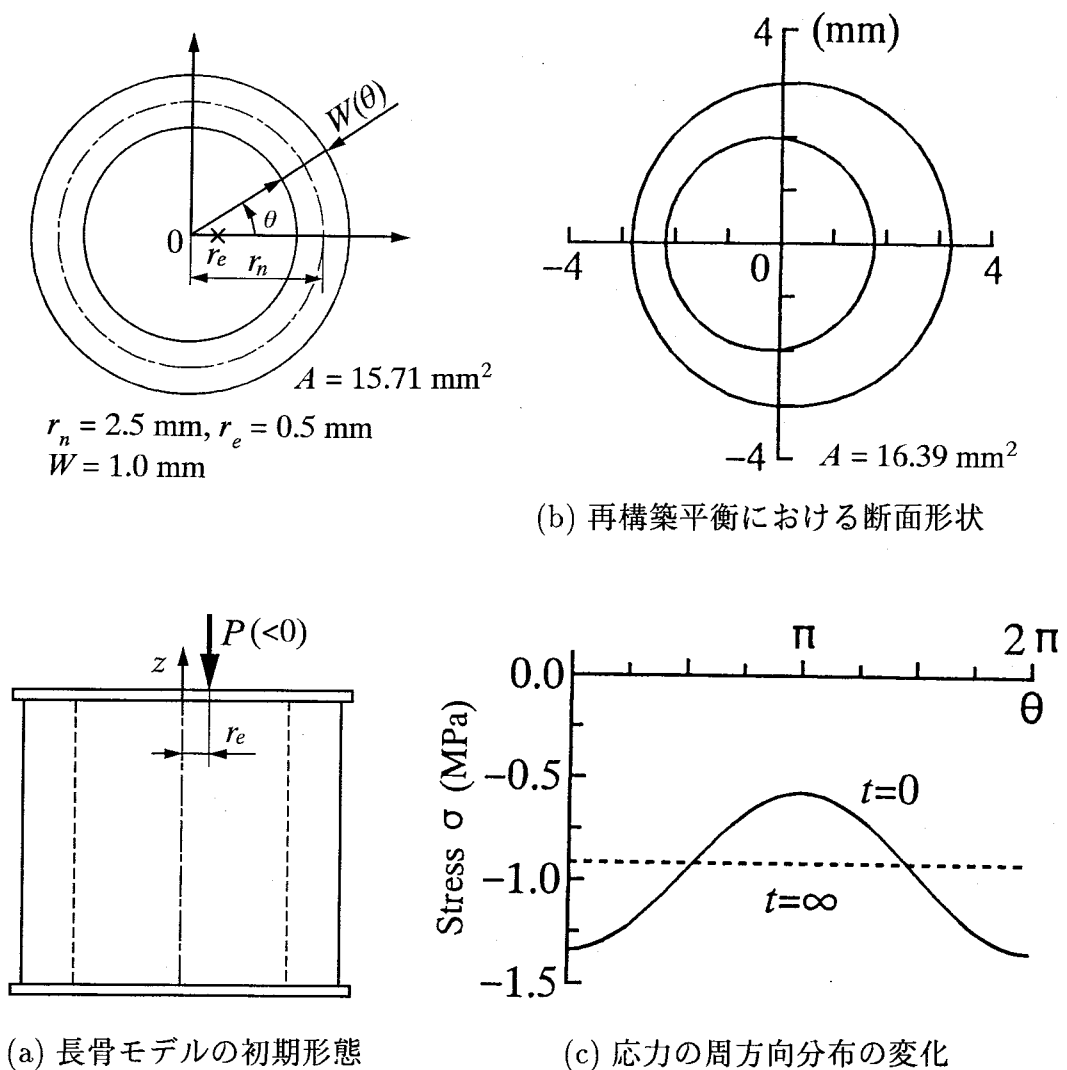 W(θ)
θ
0
r_e
r_n
A = 15.71 mm²
r_n = 2.5 mm, r_e = 0.5 mm
W = 1.0 mm
4
(mm)
−4
0
4
−4
A = 16.39 mm²
(b) 再構築平衡における断面形状
P(<0)
z
r_e
(a) 長骨モデルの初期形態
π
2π
0.0
θ
−0.5
t=0
−1.0
t=∞
−1.5
Stress σ (MPa)
(c) 応力の周方向分布の変化